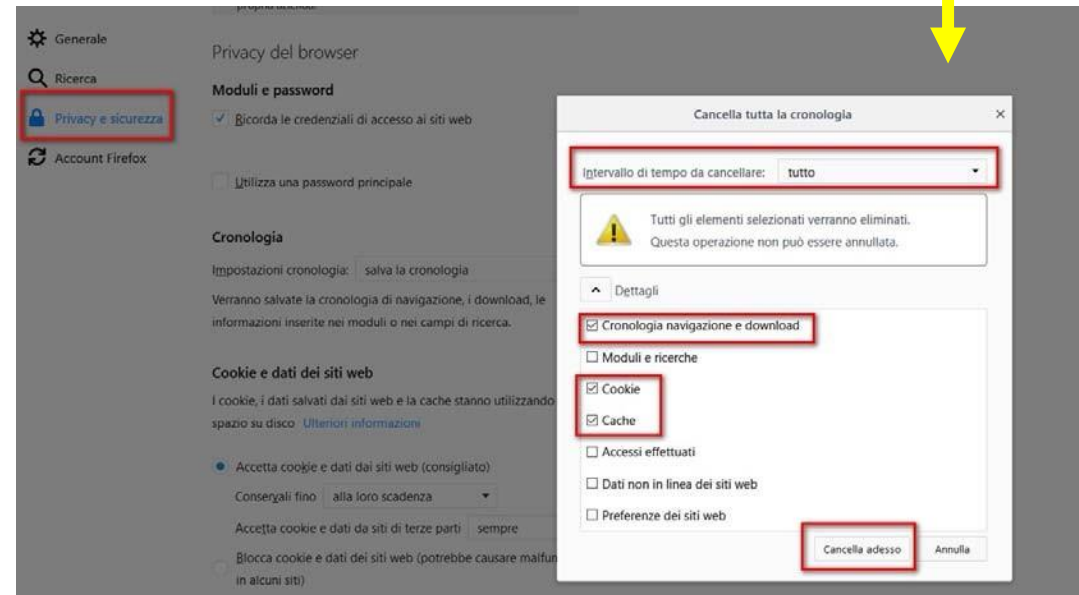 propria azienda.
Generale
Ricerca
Privacy e sicurezza
Account Firefox
Privacy del browser
Moduli e password
Ricorda le credenziali di accesso ai siti web
Utilizza una password principale
Cronologia
Impostazioni cronologia: salva la cronologia
Verranno salvate la cronologia di navigazione, i download, le
informazioni inserite nei moduli o nei campi di ricerca.
Cookie e dati dei siti web
I cookie, i dati salvati dai siti web e la cache stanno utilizzando
spazio su disco Ulteriori informazioni
Accetta cookie e dati dai siti web (consigliato)
Conservali fino alla loro scadenza
Accetta cookie e dati da siti di terze parti sempre
Blocca cookie e dati dei siti web (potrebbe causare malfun
in alcuni siti)
Cancella tutta la cronologia
Intervallo di tempo da cancellare: tutto
Tutti gli elementi selezionati verranno eliminati.
Questa operazione non può essere annullata.
Dettagli
Cronologia navigazione e download
Moduli e ricerche
Cookie
Cache
Accessi effettuati
Dati non in linea dei siti web
Preferenze dei siti web
Cancella adesso Annulla